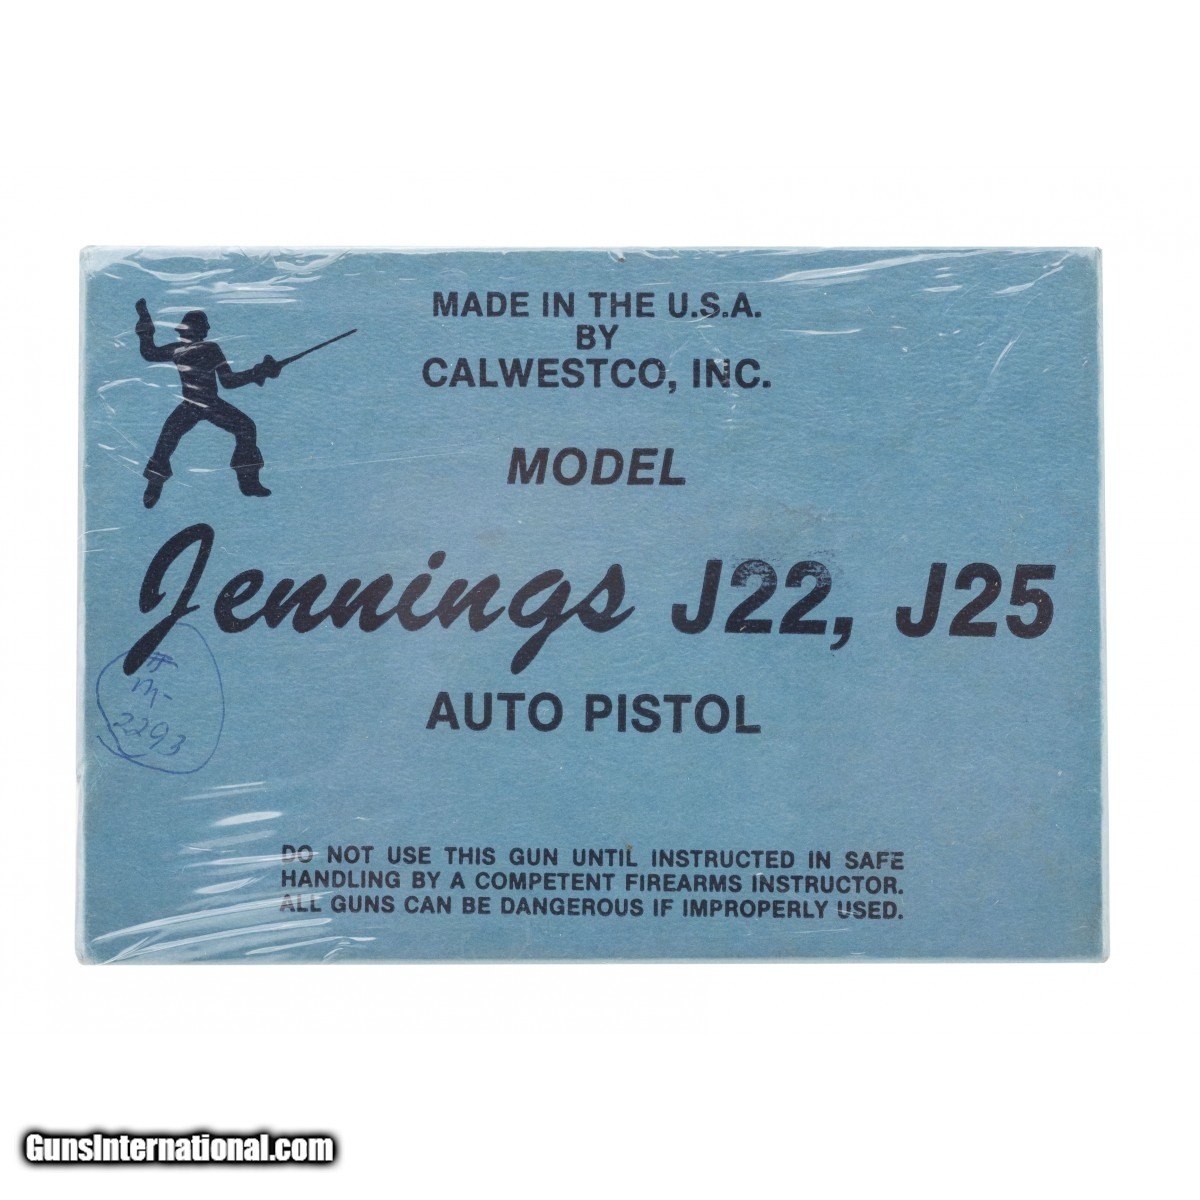 MADE IN THE U.S.A.
BY
CALWESTCO, INC.
MODEL
Jennings J22, J25
AUTO PISTOL
#
M-
2293
DO NOT USE THIS GUN UNTIL INSTRUCTED IN SAFE
HANDLING BY A COMPETENT FIREARMS INSTRUCTOR.
ALL GUNS CAN BE DANGEROUS IF IMPROPERLY USED.
GunsInternational.com